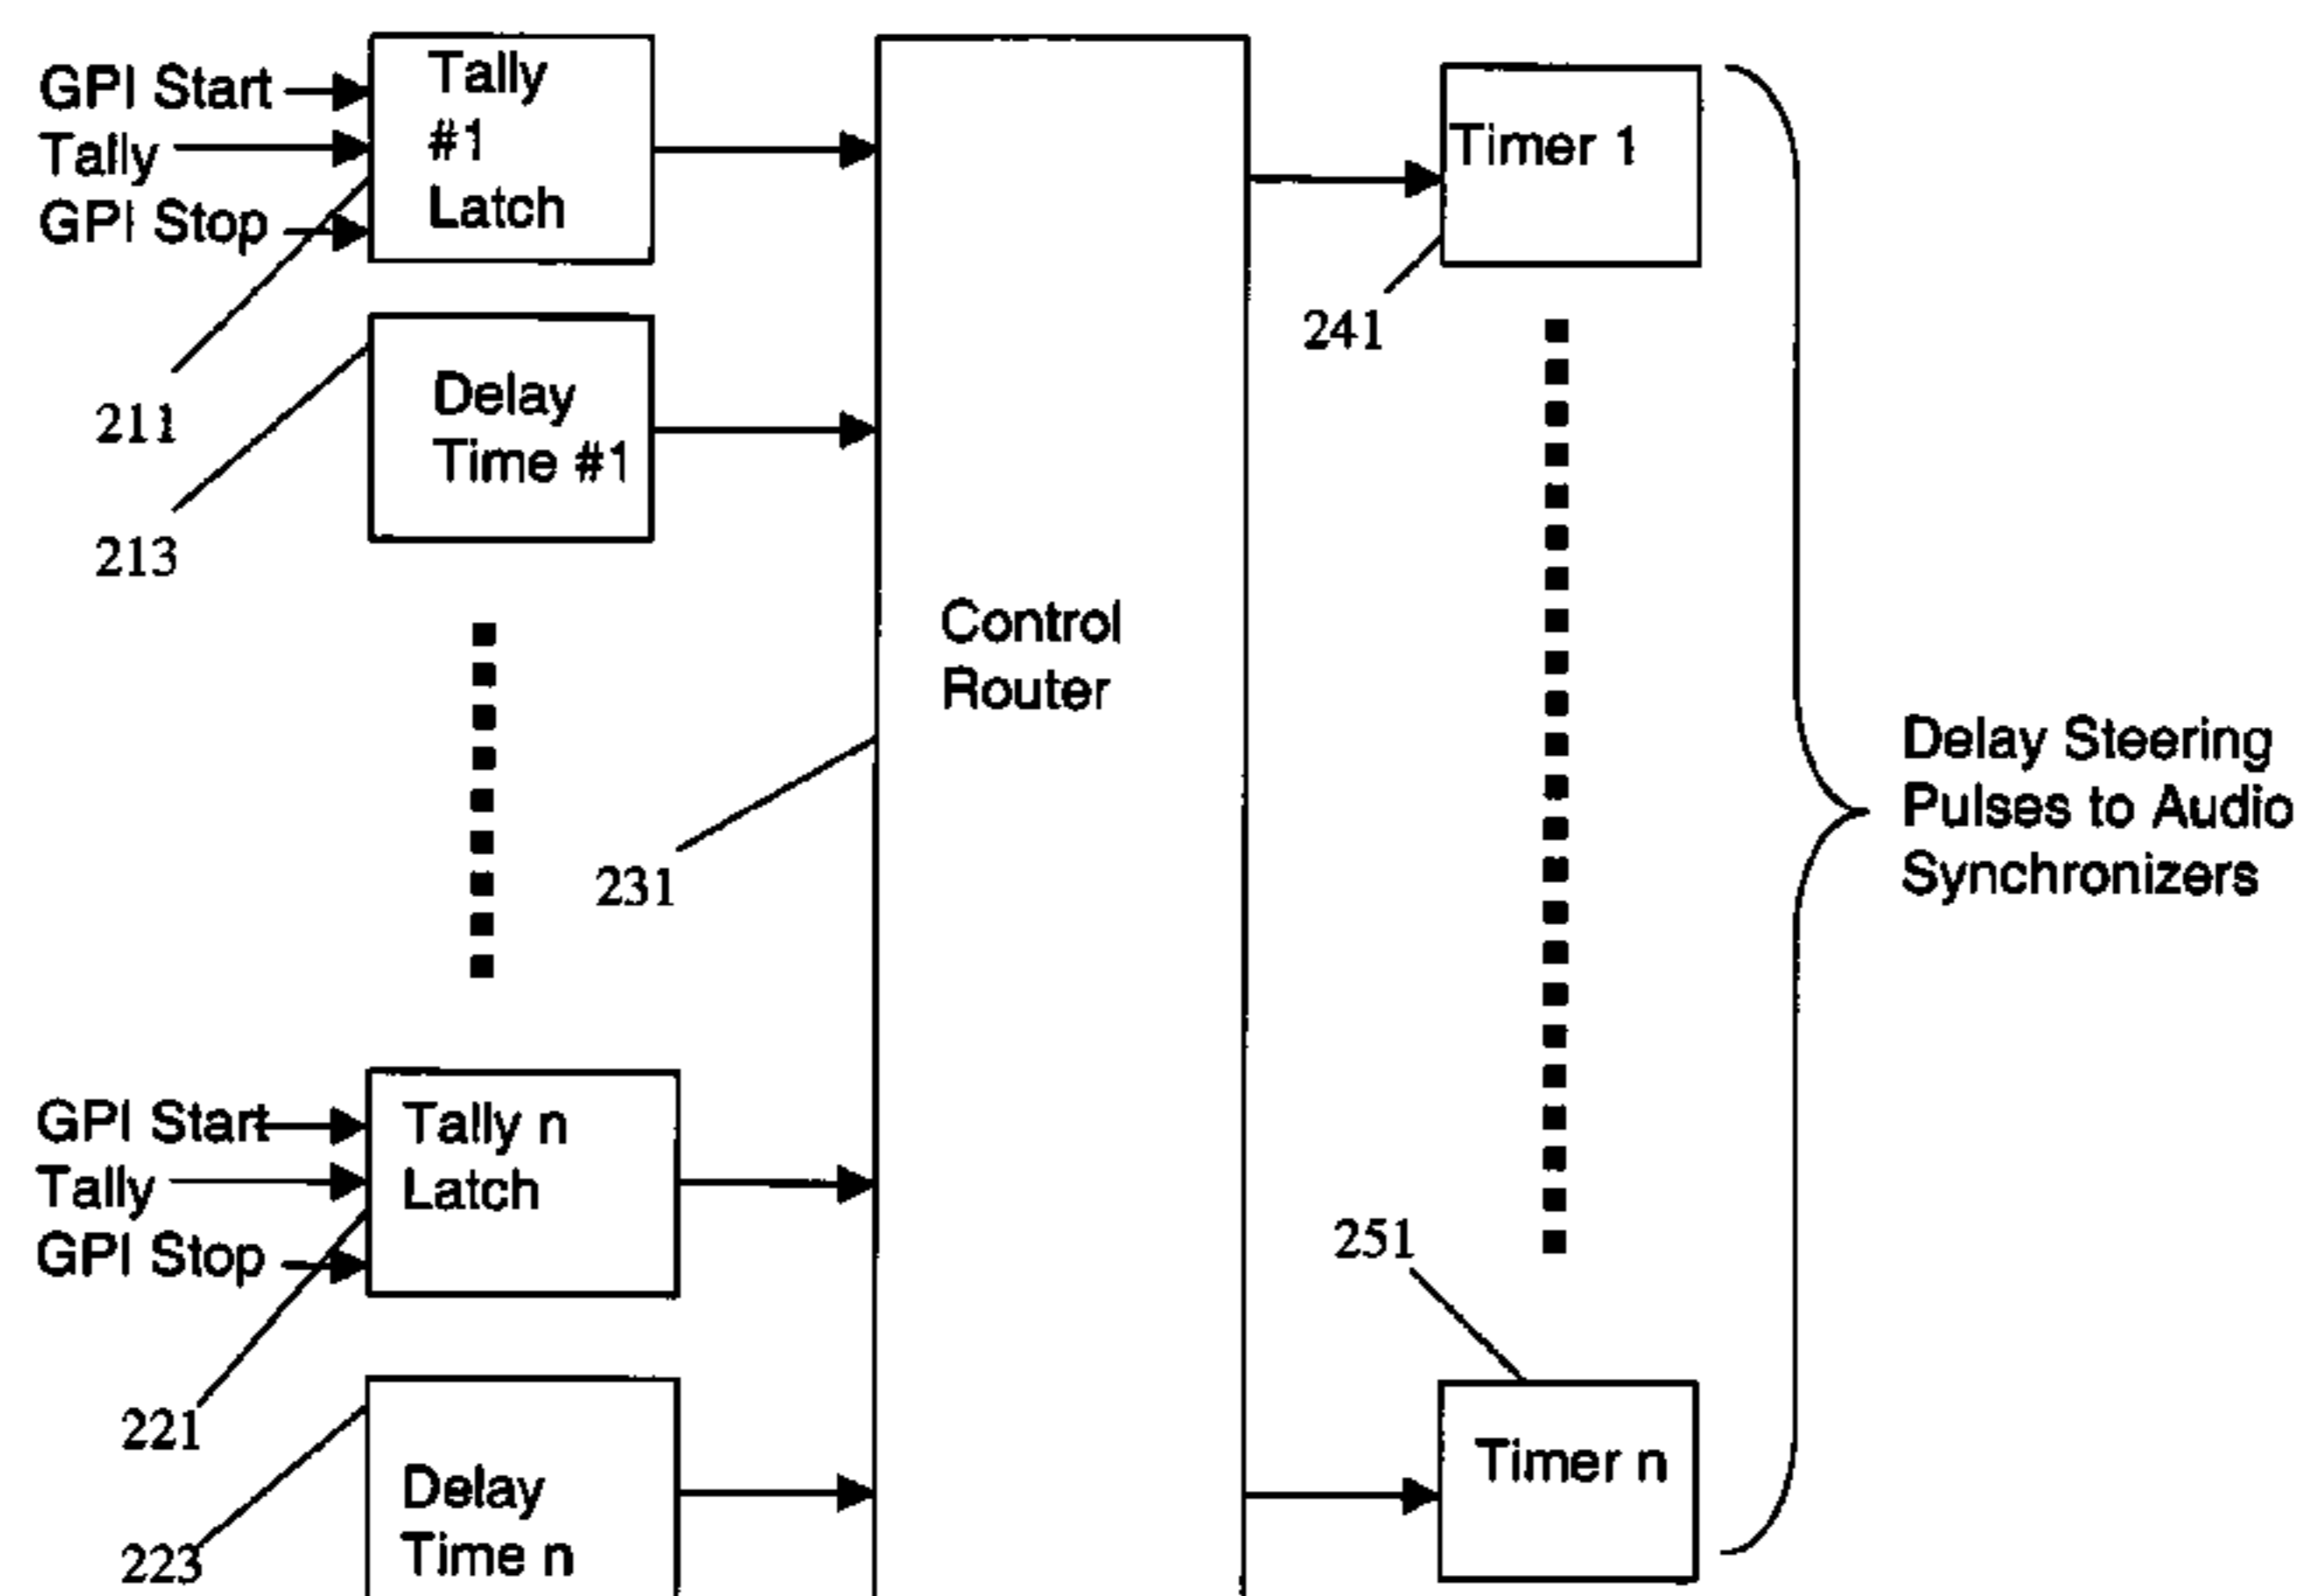 GPI Start
Tally
GPI Stop
Tally
#1
Latch
211
Delay
Time #1
213
Control
Router
231
Timer 1
241
Delay Steering
Pulses to Audio
Synchronizers
GPI Start
Tally
GPI Stop
Tally n
Latch
221
Delay
Time n
223
251
Timer n